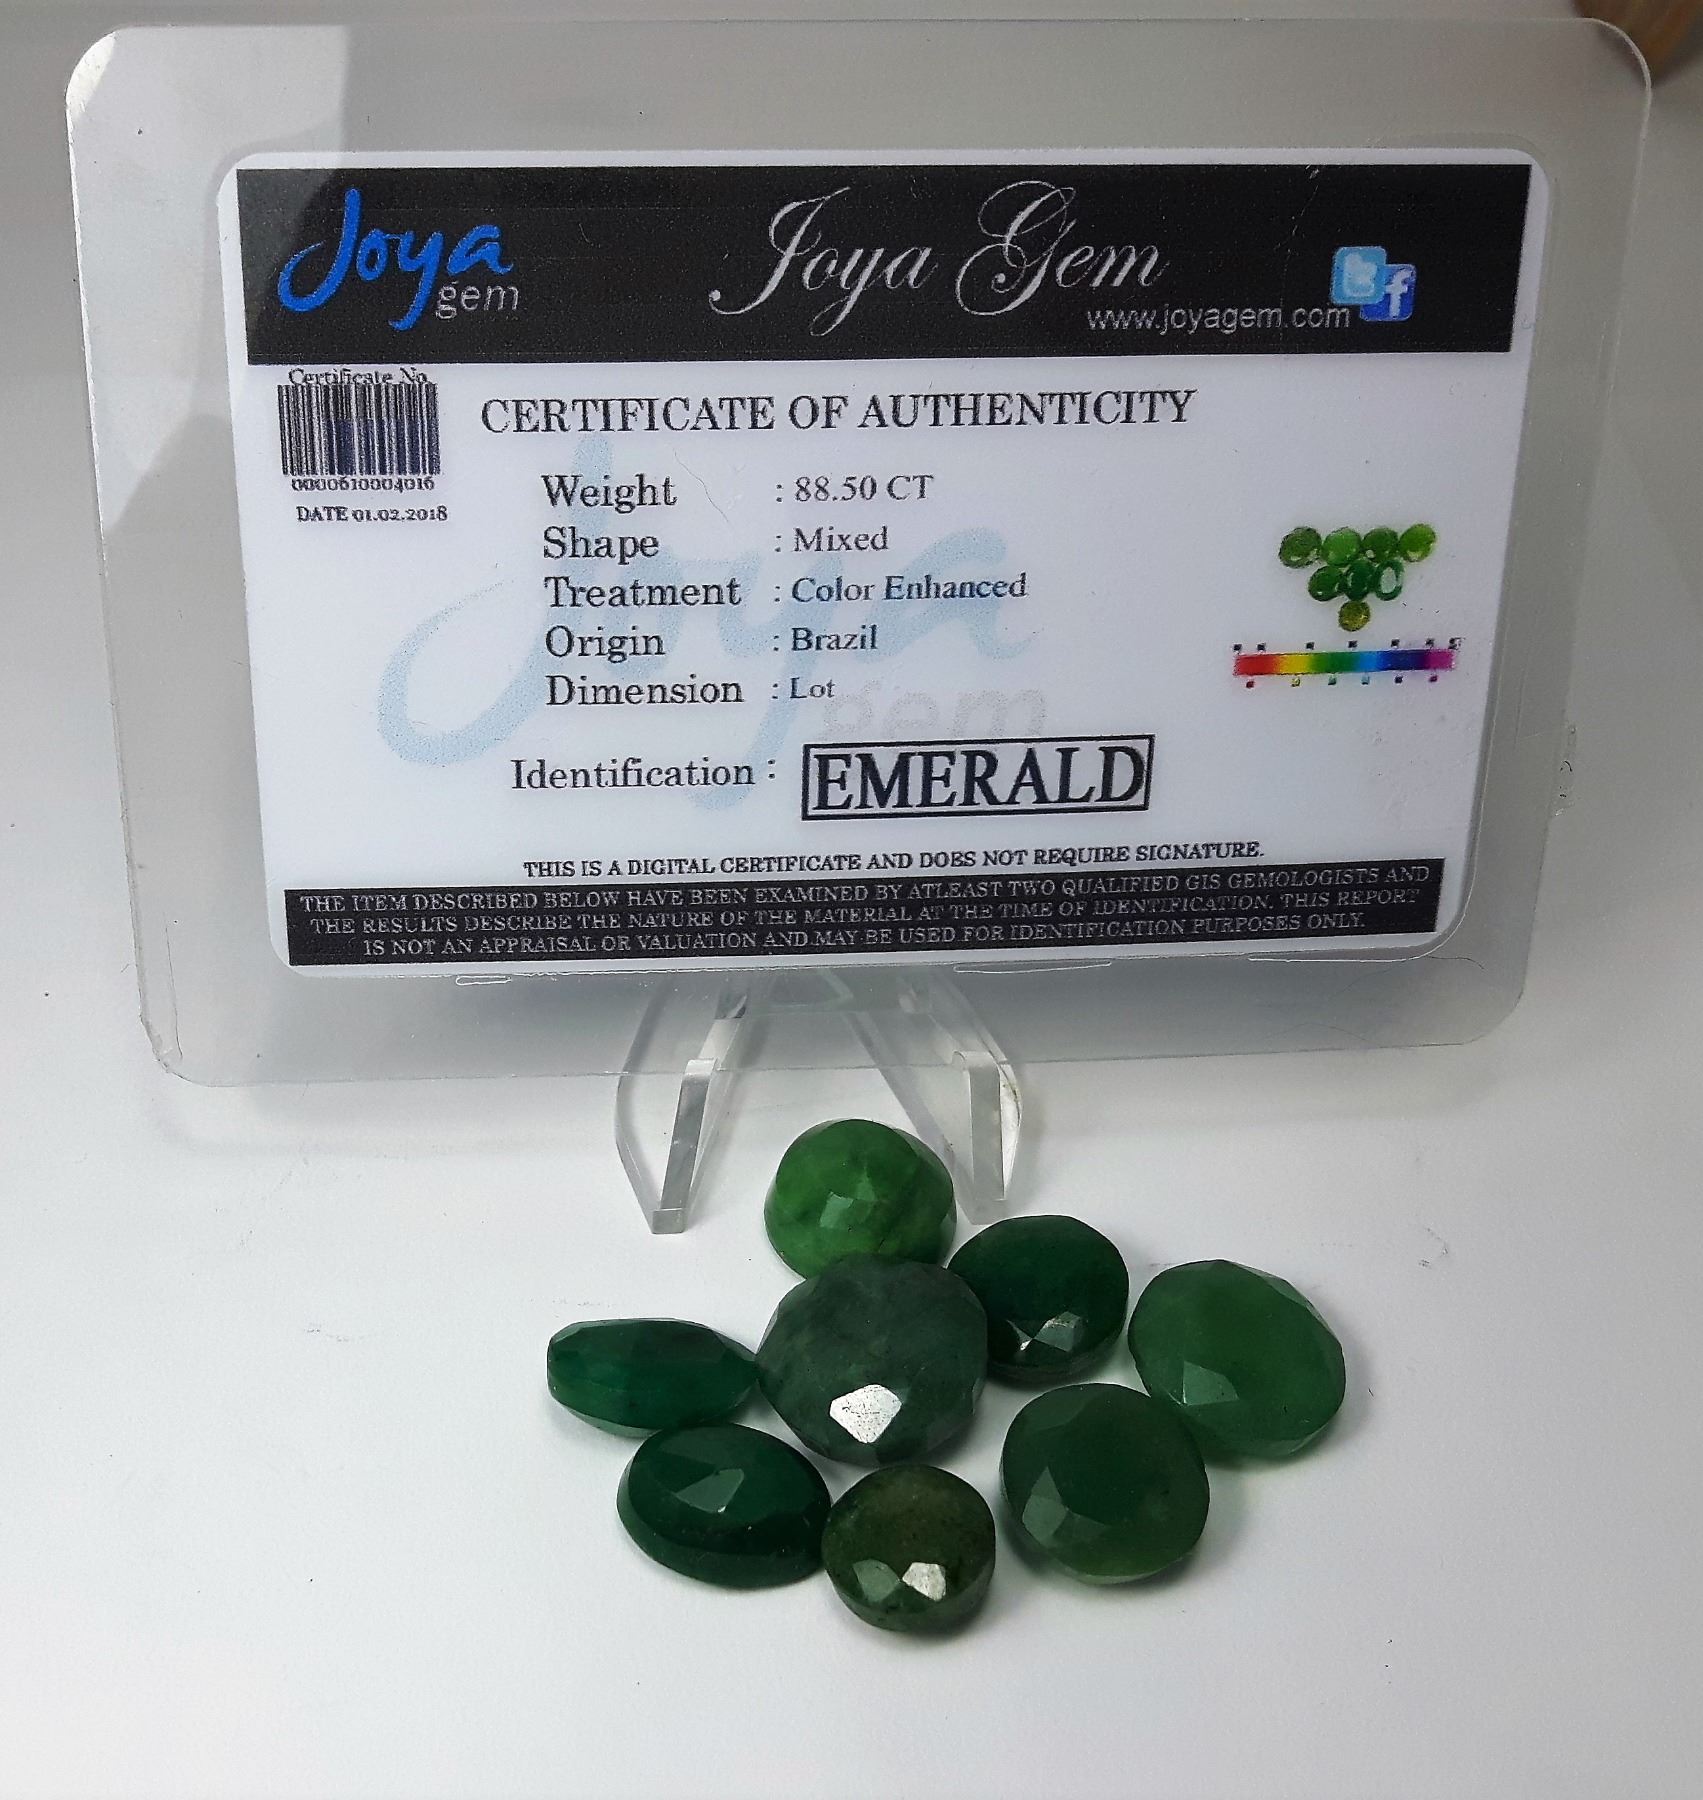 Joya
gem
Joya Gem
www.joyagem.com
Certificate No.
0000610004016
DATE 01.02.2018
CERTIFICATE OF AUTHENTICITY
Weight : 88.50 CT
Shape : Mixed
Treatment : Color Enhanced
Origin : Brazil
Dimension : Lot
Joya
gem
Identification : EMERALD
THIS IS A DIGITAL CERTIFICATE AND DOES NOT REQUIRE SIGNATURE.
THE ITEM DESCRIBED BELOW HAVE BEEN EXAMINED BY ATLEAST TWO QUALIFIED GIS GEMOLOGISTS AND
THE RESULTS DESCRIBE THE NATURE OF THE MATERIAL AT THE TIME OF IDENTIFICATION. THIS REPORT
IS NOT AN APPRAISAL OR VALUATION AND MAY BE USED FOR IDENTIFICATION PURPOSES ONLY.